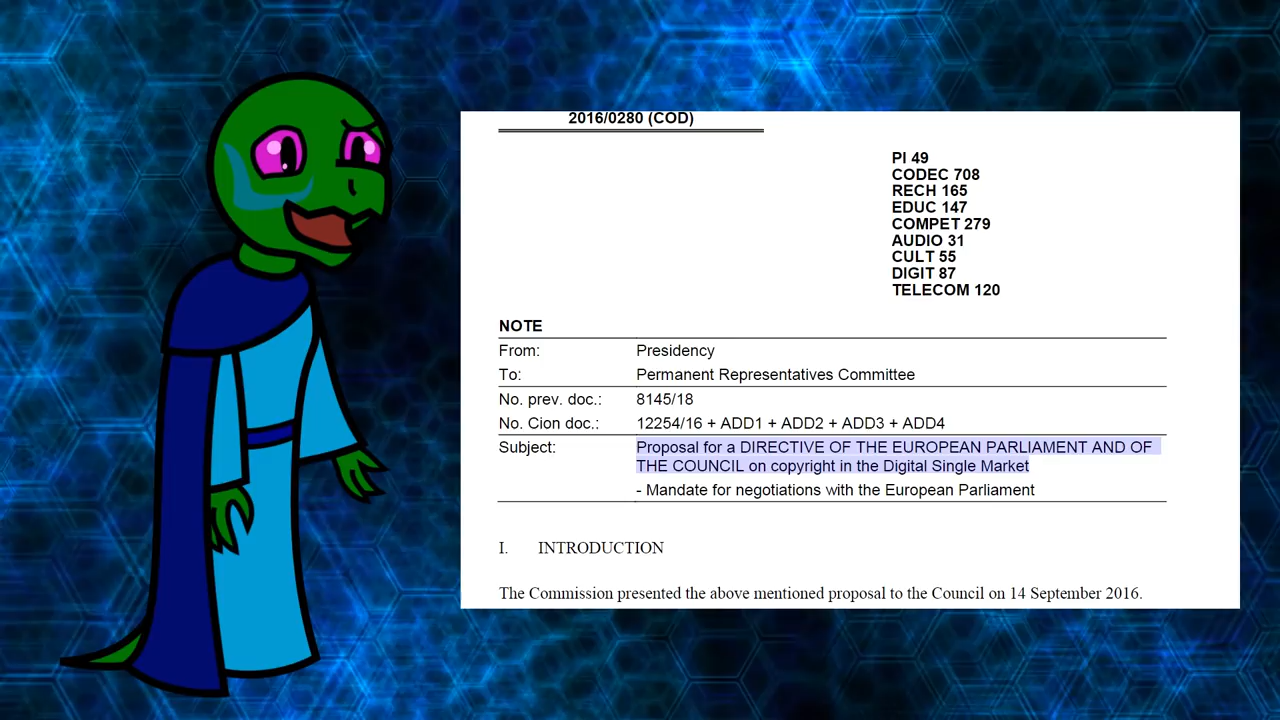 2016/0280 (COD)
PI 49
CODEC 708
RECH 165
EDUC 147
COMPET 279
AUDIO 31
CULT 55
DIGIT 87
TELECOM 120
NOTE
From: Presidency
To: Permanent Representatives Committee
No. prev. doc.: 8145/18
No. Cion doc.: 12254/16 + ADD1 + ADD2 + ADD3 + ADD4
Subject: Proposal for a DIRECTIVE OF THE EUROPEAN PARLIAMENT AND OF
THE COUNCIL on copyright in the Digital Single Market
- Mandate for negotiations with the European Parliament
I. INTRODUCTION
The Commission presented the above mentioned proposal to the Council on 14 September 2016.